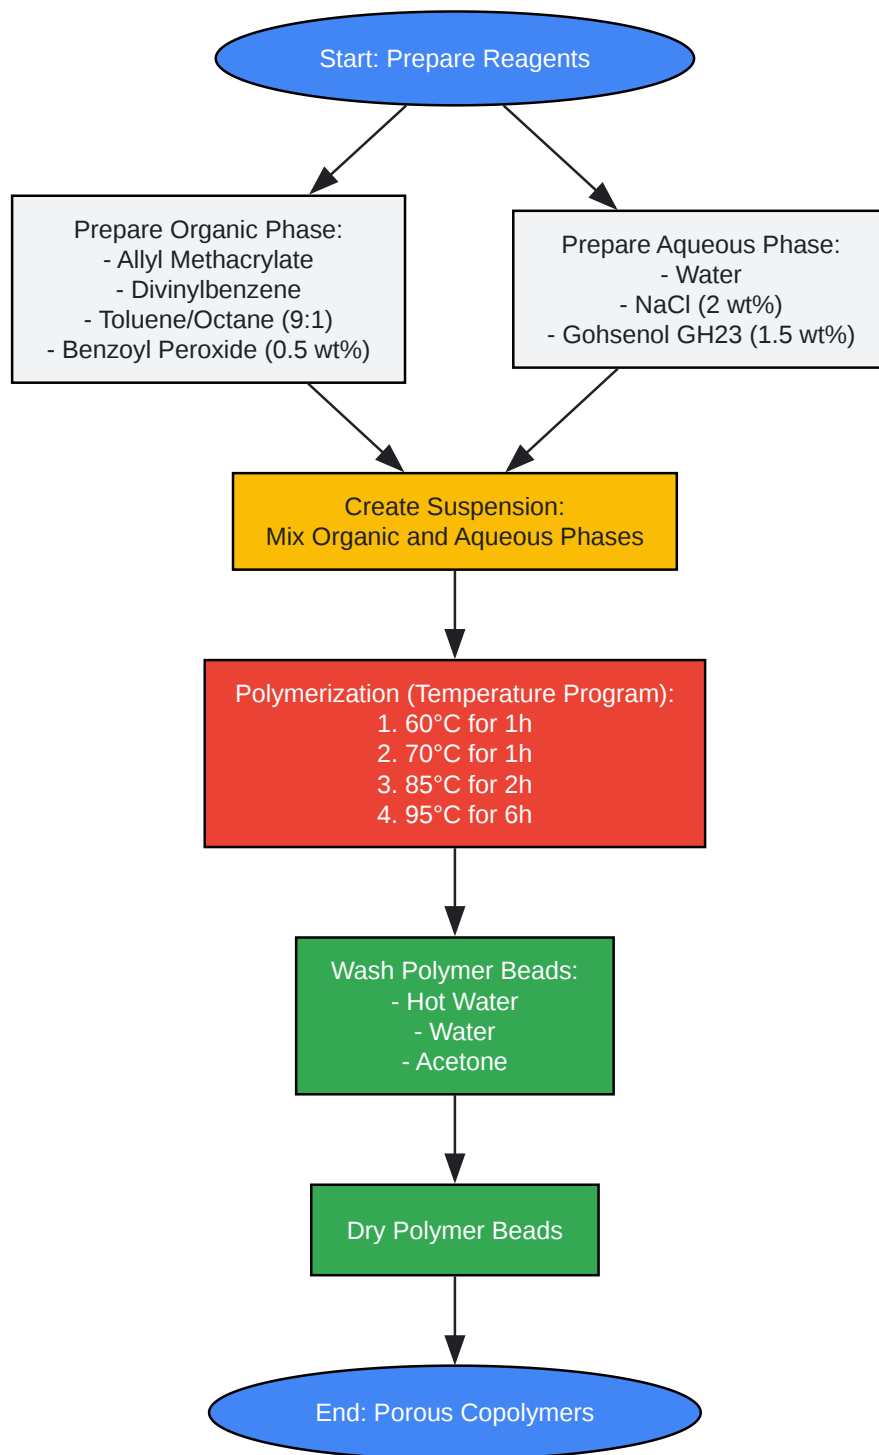 Start: Prepare Reagents
Prepare Organic Phase:
- Allyl Methacrylate
- Divinylbenzene
- Toluene/Octane (9:1)
- Benzoyl Peroxide (0.5 wt%)
Prepare Aqueous Phase:
- Water
- NaCl (2 wt%)
- Gohsenol GH23 (1.5 wt%)
Create Suspension:
Mix Organic and Aqueous Phases
Polymerization (Temperature Program):
1. 60°C for 1h
2. 70°C for 1h
3. 85°C for 2h
4. 95°C for 6h
Wash Polymer Beads:
- Hot Water
- Water
- Acetone
Dry Polymer Beads
End: Porous Copolymers